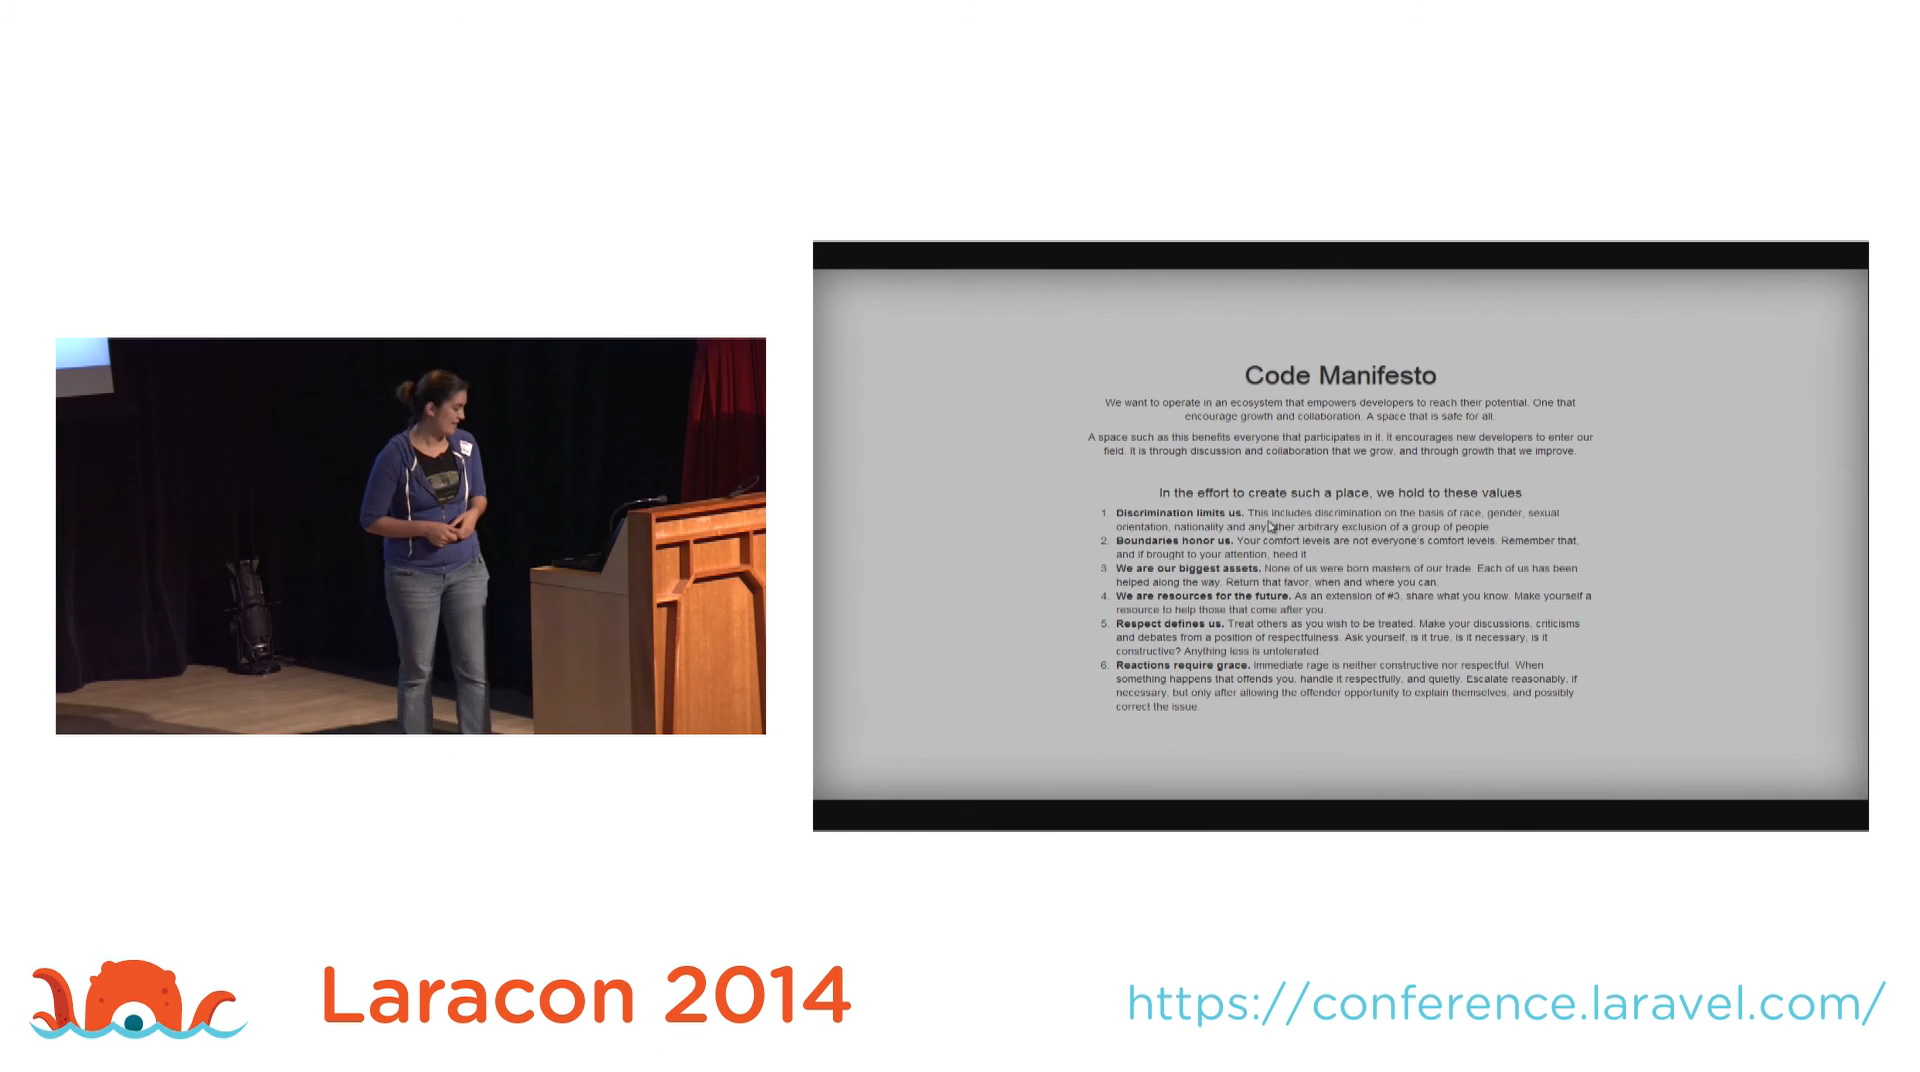 Code Manifesto
We want to operate in an ecosystem that empowers developers to reach their potential. One that
encourage growth and collaboration. A space that is safe for all.
A space such as this benefits everyone that participates in it. It encourages new developers to enter our
field. It is through discussion and collaboration that we grow, and through growth that we improve.
In the effort to create such a place, we hold to these values
1. Discrimination limits us. This includes discrimination on the basis of race, gender, sexual
orientation, nationality and any other arbitrary exclusion of a group of people.
2. Boundaries honor us. Your comfort levels are not everyone's comfort levels. Remember that,
and if brought to your attention, heed it.
3. We are our biggest assets. None of us were born masters of our trade. Each of us has been
helped along the way. Return that favor, when and where you can.
4. We are resources for the future. As an extension of #3, share what you know. Make yourself a
resource to help those that come after you.
5. Respect defines us. Treat others as you wish to be treated. Make your discussions, criticisms
and debates from a position of respectfulness. Ask yourself, is it true, is it necessary, is it
constructive? Anything less is untolerated.
6. Reactions require grace. Immediate rage is neither constructive nor respectful. When
something happens that offends you, handle it respectfully, and quietly. Escalate reasonably, if
necessary, but only after allowing the offender opportunity to explain themselves, and possibly
correct the issue.
Laracon 2014
https://conference.laravel.com/